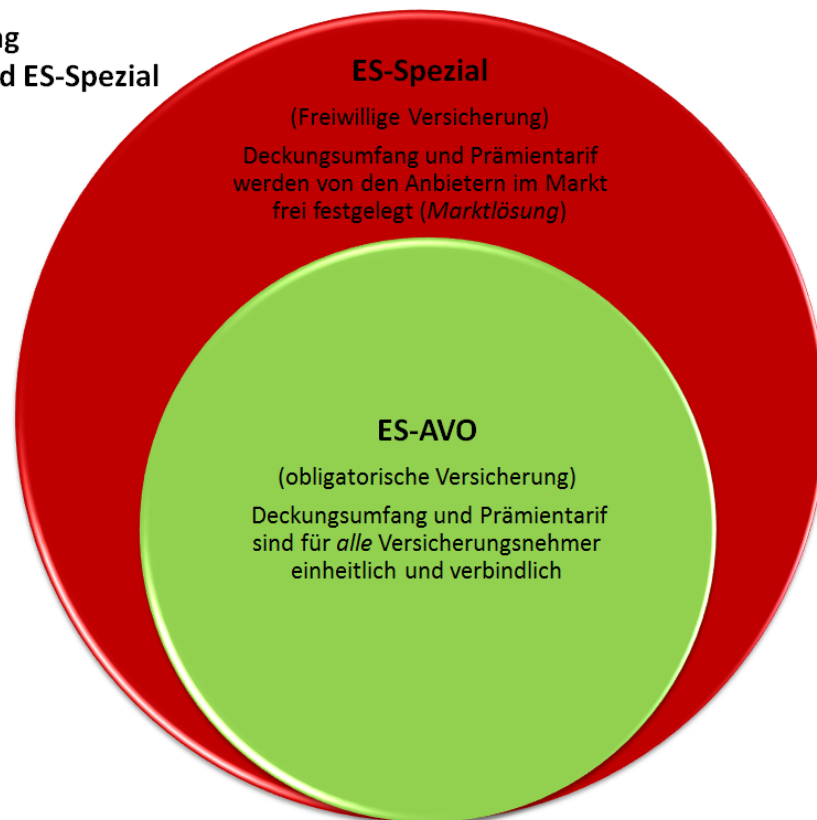 ng
d ES-Spezial
ES-Spezial
(Freiwillige Versicherung)
Deckungsumfang und Prämientarif
werden von den Anbietern im Markt
frei festgelegt (Marktlösung)
ES-AVO
(obligatorische Versicherung)
Deckungsumfang und Prämientarif
sind für alle Versicherungsnehmer
einheitlich und verbindlich